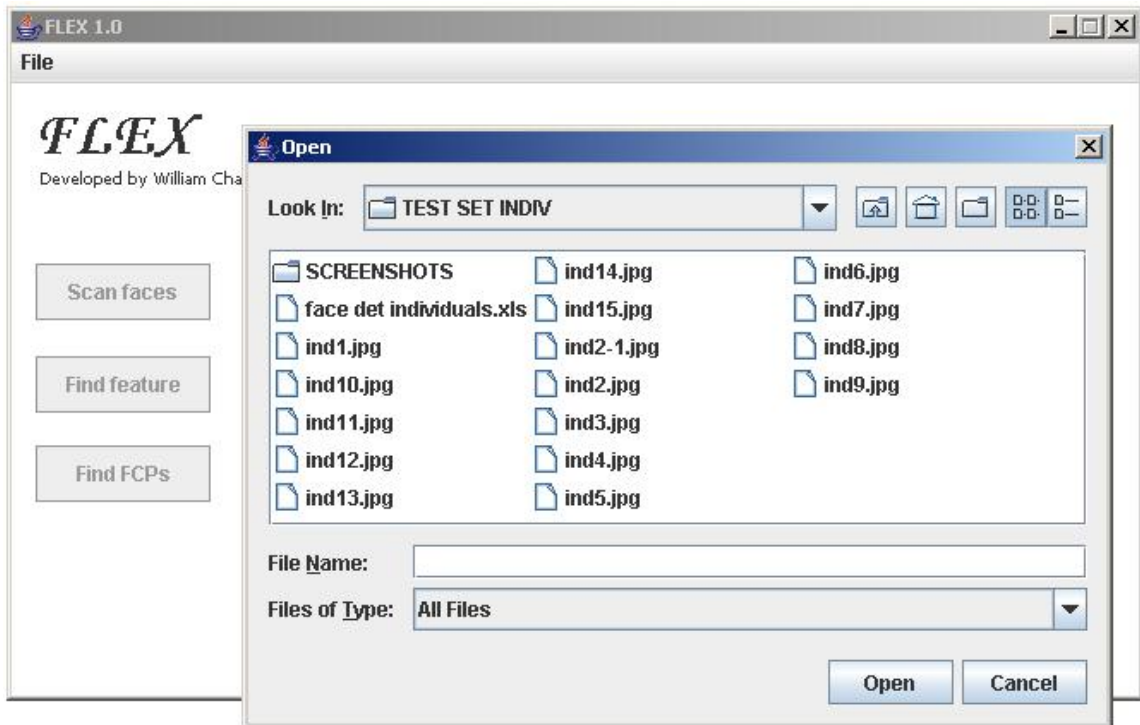 FLEX 1.0
File
FLEX
Developed by William Cha
Scan faces
Find feature
Find FCPs
Open
Look In:
TEST SET INDIV
SCREENSHOTS
face det individuals.xls
ind1.jpg
ind10.jpg
ind11.jpg
ind12.jpg
ind13.jpg
ind14.jpg
ind15.jpg
ind2-1.jpg
ind2.jpg
ind3.jpg
ind4.jpg
ind5.jpg
ind6.jpg
ind7.jpg
ind8.jpg
ind9.jpg
File Name:
Files of Type: All Files
Open Cancel